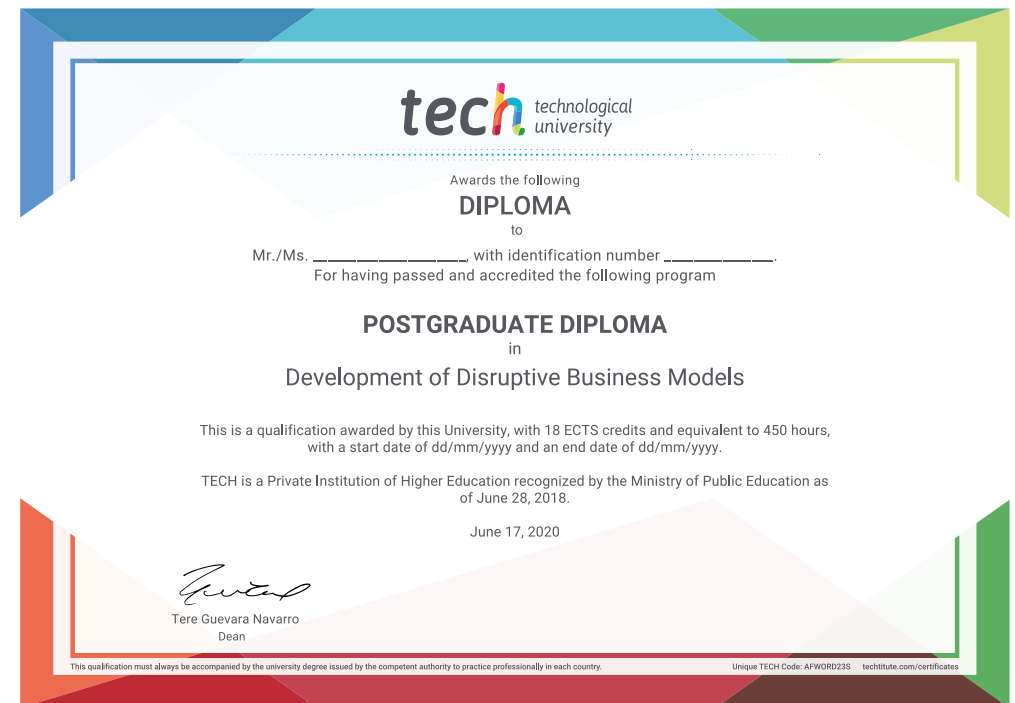 tech technological
university
Awards the following
DIPLOMA
to
Mr./Ms. ____________________, with identification number ______________.
For having passed and accredited the following program
POSTGRADUATE DIPLOMA
in
Development of Disruptive Business Models
This is a qualification awarded by this University, with 18 ECTS credits and equivalent to 450 hours,
with a start date of dd/mm/yyyy and an end date of dd/mm/yyyy.
TECH is a Private Institution of Higher Education recognized by the Ministry of Public Education as
of June 28, 2018.
June 17, 2020
Tere Guevara Navarro
Dean
This qualification must always be accompanied by the university degree issued by the competent authority to practice professionally in each country.
Unique TECH Code: AFWORD23S techtitute.com/certificates